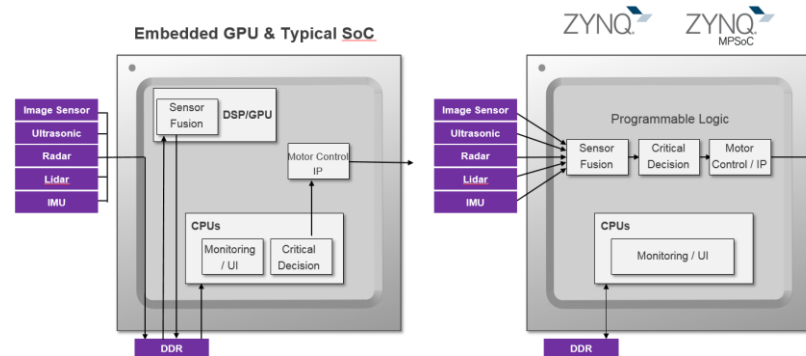 ZYNQ
ZYNQ
MPSoC
Embedded GPU & Typical SoC
Image Sensor
Ultrasonic
Radar
Lidar
IMU
Sensor
Fusion
DSP/GPU
Motor Control
IP
CPUs
Monitoring
/ UI
Critical
Decision
DDR
Image Sensor
Ultrasonic
Radar
Lidar
IMU
Programmable Logic
Sensor
Fusion
Critical
Decision
Motor
Control / IP
CPUs
Monitoring / UI
DDR